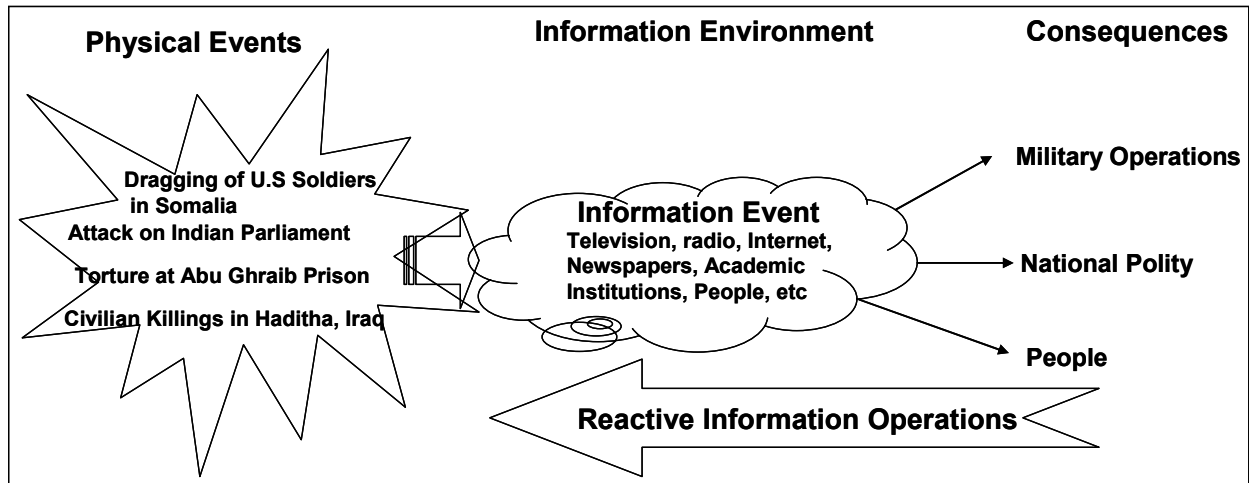 Physical Events
Information Environment
Consequences
Dragging of U.S Soldiers
in Somalia
Attack on Indian Parliament
Torture at Abu Ghraib Prison
Civilian Killings in Haditha, Iraq
Information Event
Television, radio, Internet,
Newspapers, Academic
Institutions, People, etc
Military Operations
National Polity
People
Reactive Information Operations